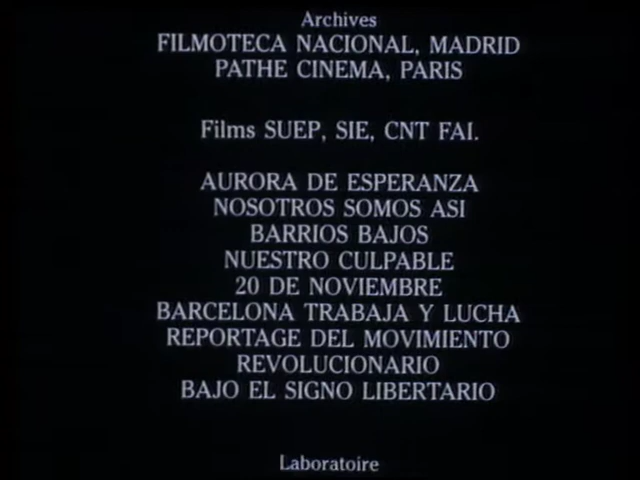 Archives
FILMOTECA NACIONAL, MADRID
PATHE CINEMA, PARIS
Films SUEP, SIE, CNT FAI.
AURORA DE ESPERANZA
NOSOTROS SOMOS ASI
BARRIOS BAJOS
NUESTRO CULPABLE
20 DE NOVIEMBRE
BARCELONA TRABAJA Y LUCHA
REPORTAGE DEL MOVIMIENTO
REVOLUCIONARIO
BAJO EL SIGNO LIBERTARIO
Laboratoire